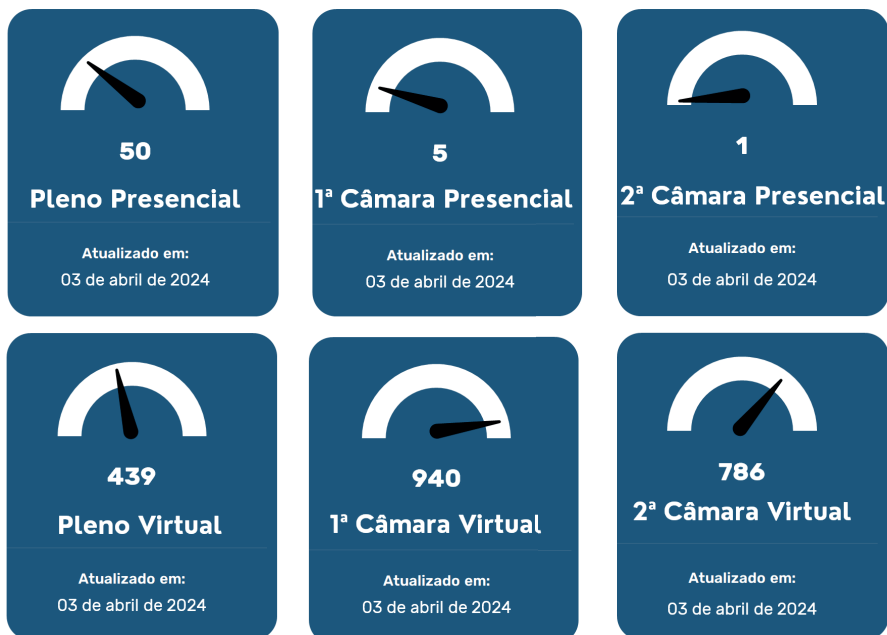 50
Pleno Presencial
Atualizado em:
03 de abril de 2024
5
1ª Câmara Presencial
Atualizado em:
03 de abril de 2024
1
2ª Câmara Presencial
Atualizado em:
03 de abril de 2024
439
Pleno Virtual
Atualizado em:
03 de abril de 2024
940
1ª Câmara Virtual
Atualizado em:
03 de abril de 2024
786
2ª Câmara Virtual
Atualizado em:
03 de abril de 2024